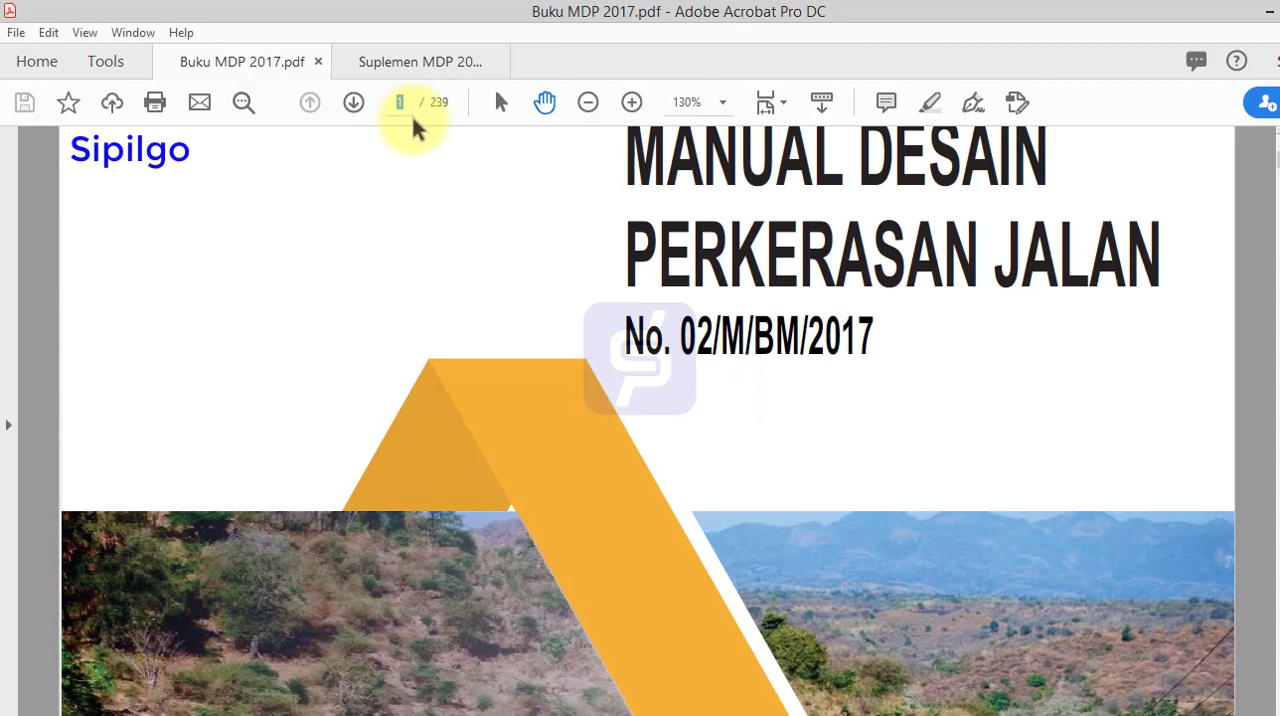 Buku MDP 2017.pdf - Adobe Acrobat Pro DC
File Edit View Window Help
Home Tools Buku MDP 2017.pdf × Suplemen MDP 20...
1 / 239 130%
Sipilgo
MANUAL DESAIN
PERKERASAN JALAN
No. 02/M/BM/2017